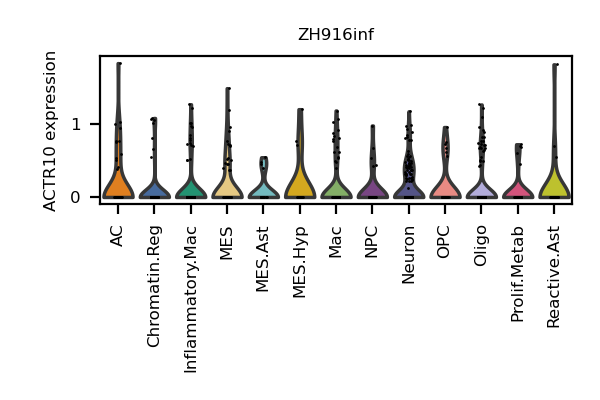 ZH916inf
ACTR10 expression
1
0
AC
Chromatin.Reg
Inflammatory.Mac
MES
MES.Ast
MES.Hyp
Mac
NPC
Neuron
OPC
Oligo
Prolif.Metab
Reactive.Ast